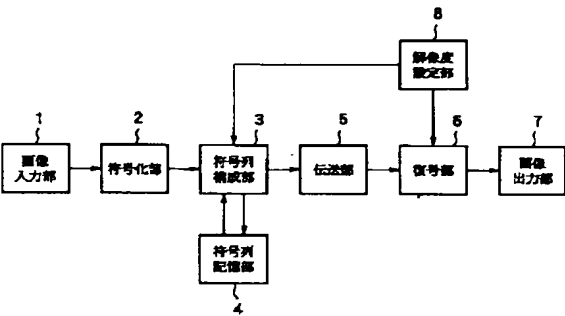 8
解像度
設定部
1
2
3
5
6
7
画像
入力部
符号化部
符号列
構成部
伝送部
復号部
画像
出力部
符号列
記憶部
4